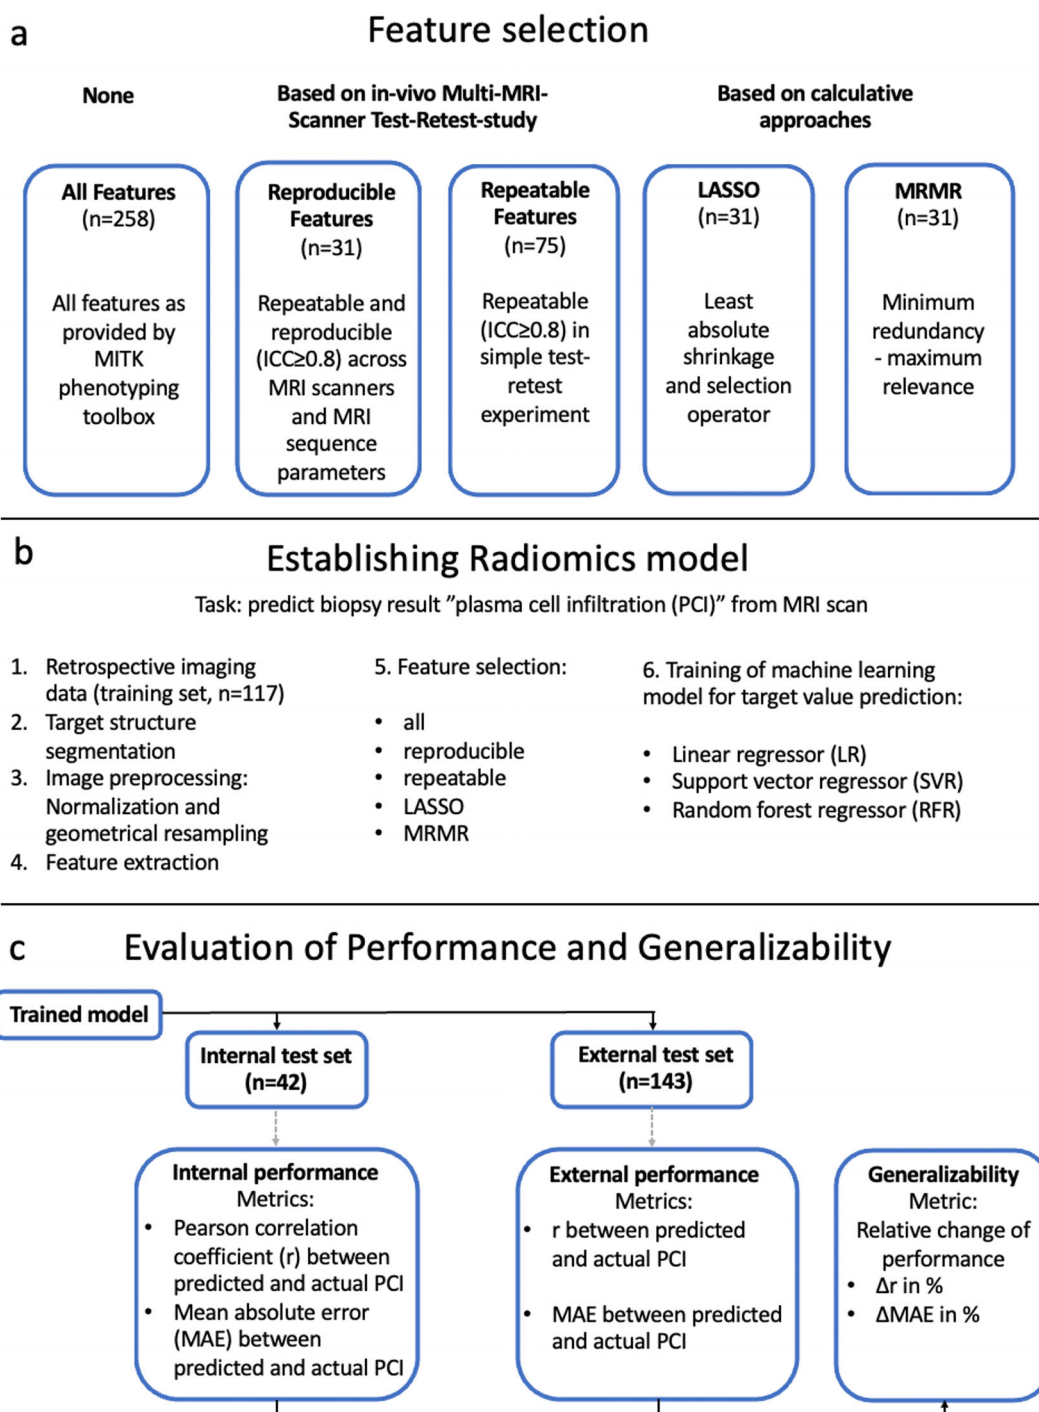 a
Feature selection
None
Based on in-vivo Multi-MRI-
Scanner Test-Retest-study
Based on calculative
approaches
All Features
(n=258)
All features as
provided by
MITK
phenotyping
toolbox
Reproducible
Features
(n=31)
Repeatable and
reproducible
(ICC≥0.8) across
MRI scanners
and MRI
sequence
parameters
Repeatable
Features
(n=75)
Repeatable
(ICC≥0.8) in
simple test-
retest
experiment
LASSO
(n=31)
Least
absolute
shrinkage
and selection
operator
MRMR
(n=31)
Minimum
redundancy
- maximum
relevance
b
Establishing Radiomics model
Task: predict biopsy result ”plasma cell infiltration (PCI)” from MRI scan
1. Retrospective imaging
data (training set, n=117)
2. Target structure
segmentation
3. Image preprocessing:
Normalization and
geometrical resampling
4. Feature extraction
5. Feature selection:
• all
• reproducible
• repeatable
• LASSO
• MRMR
6. Training of machine learning
model for target value prediction:
• Linear regressor (LR)
• Support vector regressor (SVR)
• Random forest regressor (RFR)
c
Evaluation of Performance and Generalizability
Trained model
Internal test set
(n=42)
External test set
(n=143)
Internal performance
Metrics:
• Pearson correlation
coefficient (r) between
predicted and actual PCI
• Mean absolute error
(MAE) between
predicted and actual PCI
External performance
Metrics:
• r between predicted
and actual PCI
• MAE between predicted
and actual PCI
Generalizability
Metric:
Relative change of
performance
• Δr in %
• ΔMAE in %